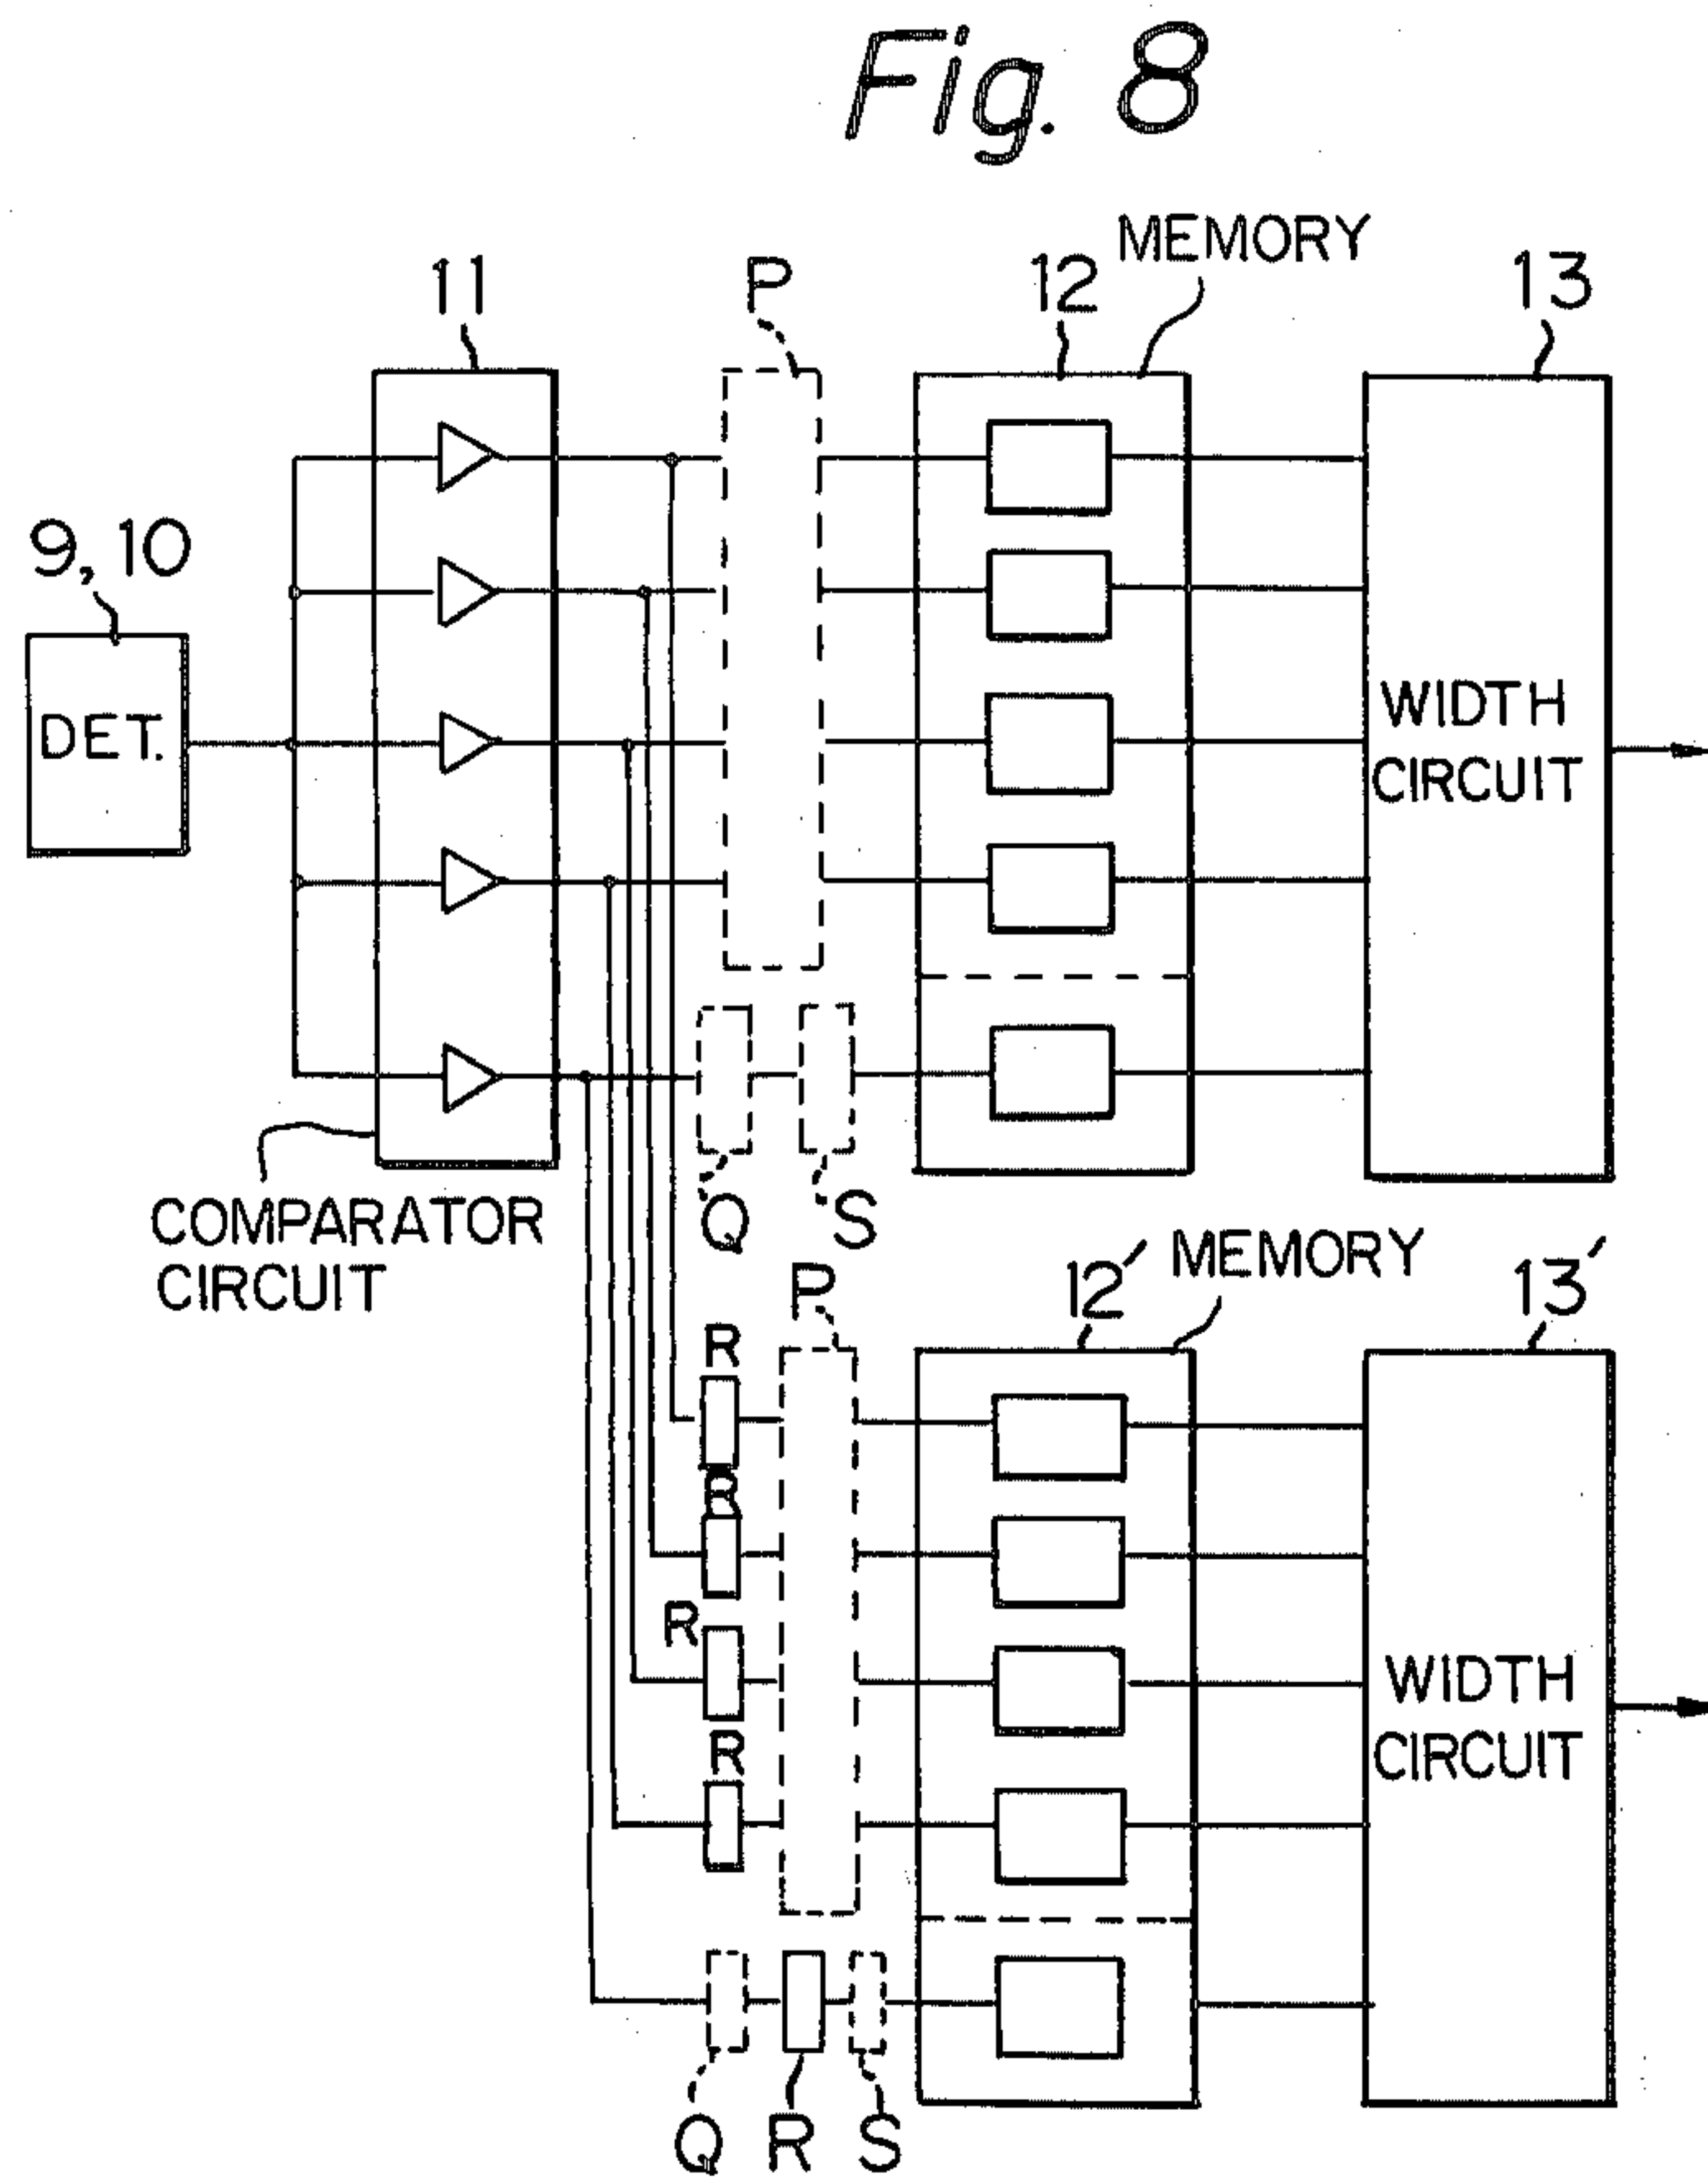 Fig. 8
MEMORY
11
P
12
13
9, 10
DET.
WIDTH
CIRCUIT
COMPARATOR
CIRCUIT
Q
S
P
12'
MEMORY
13'
R
R
R
R
WIDTH
CIRCUIT
Q
R
S